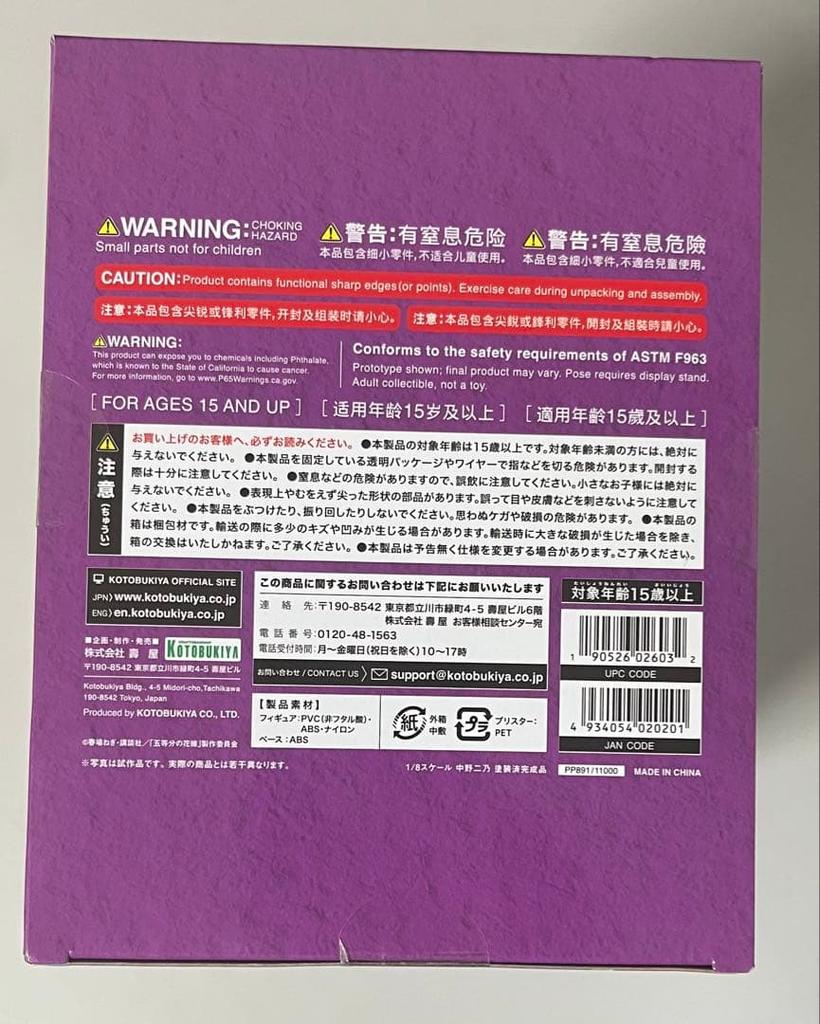 WARNING: CHOKING HAZARD
Small parts not for children
警告:有窒息危险
本品包含细小零件,不适合儿童使用。
警告:有窒息危險
本品包含細小零件,不適合兒童使用。
CAUTION: Product contains functional sharp edges(or points). Exercise care during unpacking and assembly.
注意:本品包含尖锐或锋利零件,开封及组装时请小心。
注意:本品包含尖銳或鋒利零件,開封及組裝時請小心。
WARNING:
This product can expose you to chemicals including Phthalate,
which is known to the State of California to cause cancer.
For more information, go to www.P65Warnings.ca.gov.
Conforms to the safety requirements of ASTM F963
Prototype shown; final product may vary. Pose requires display stand.
Adult collectible, not a toy.
[ FOR AGES 15 AND UP ] [ 适用年龄15岁及以上 ] [ 適用年齡15歲及以上 ]
注意(ちゅうい)
お買い上げのお客様へ、必ずお読みください。 ●本製品の対象年齢は15歳以上です。対象年齢未満の方には、絶対に
与えないでください。 ●本製品を固定している透明パッケージやワイヤーで指などを切る危険があります。開封する
際は十分に注意してください。 ●窒息などの危険がありますので、誤飲に注意してください。小さなお子様には絶対に
与えないでください。 ●表現上やむをえず尖った形状の部品があります。誤って目や皮膚などを刺さないように注意して
ください。 ●本製品をぶつけたり、振り回したりしないでください。思わぬケガや破損の危険があります。 ●本製品の
箱は梱包材です。輸送の際に多少のキズや凹みが生じる場合があります。輸送時に大きな破損が生じた場合を除き、
箱の交換はいたしかねます。ご了承ください。 ●本製品は予告無く仕様を変更する場合があります。ご了承ください。
KOTOBUKIYA OFFICIAL SITE
JPN〉www.kotobukiya.co.jp
ENG〉en.kotobukiya.co.jp
■企画・制作・発売■
株式会社 壽 屋
KOTOBUKIYA
〒190-8542 東京都立川市緑町4-5 壽屋ビル
Kotobukiya Bldg., 4-5 Midori-cho,Tachikawa
190-8542 Tokyo, Japan
Produced by KOTOBUKIYA CO., LTD.
©春場ねぎ・講談社/「五等分の花嫁」製作委員会
※写真は試作品です。実際の商品とは若干異なります。
この商品に関するお問い合わせは下記にお願いいたします
連 絡 先:〒190-8542 東京都立川市緑町4-5 壽屋ビル6階
株式会社 壽 屋 お客様相談センター宛
電 話 番 号:0120-48-1563
電話受付時間:月~金曜日(祝日を除く)10~17時
お問い合わせ / CONTACT US 〉 support@kotobukiya.co.jp
【製品素材】
フィギュア:PVC(非フタル酸)・
ABS・ナイロン
ベース:ABS
紙
外箱
中敷
プラ
ブリスター:
PET
1/8スケール 中野二乃 塗装済完成品
たいしょうねんれい さいいじょう
対象年齢15歳以上
1 90526 02603 2
UPC CODE
4 934054 020201
JAN CODE
PP891/11000
MADE IN CHINA